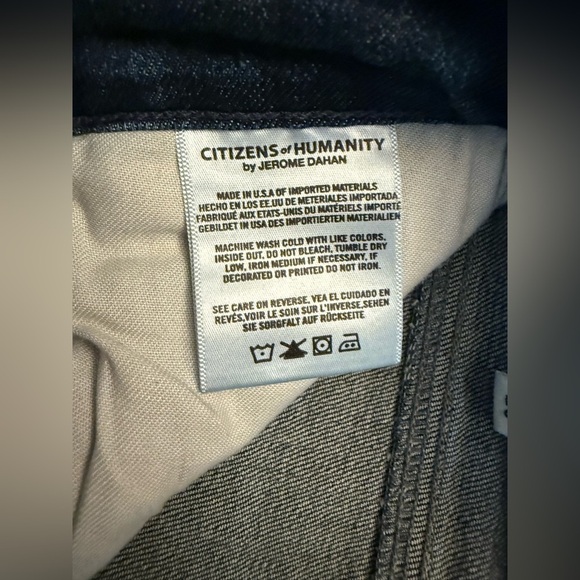 CITIZENS of HUMANITY
by JEROME DAHAN
MADE IN U.S.A OF IMPORTED MATERIALS
HECHO EN LOS EE.UU DE METERIALES IMPORTADA
FABRIQUÉ AUX ETATS-UNIS DU MATÉRIELS IMPORTÉ
GEBILDET IN USA DES IMPORTIERTEN MATERIALIEN
MACHINE WASH COLD WITH LIKE COLORS,
INSIDE OUT. DO NOT BLEACH, TUMBLE DRY
LOW, IRON MEDIUM IF NECESSARY, IF
DECORATED OR PRINTED DO NOT IRON.
SEE CARE ON REVERSE, VEA EL CUIDADO EN
REVÉS,VOIR LE SOIN SUR L'INVERSE,SEHEN
SIE SORGFALT AUF RÜCKSEITE